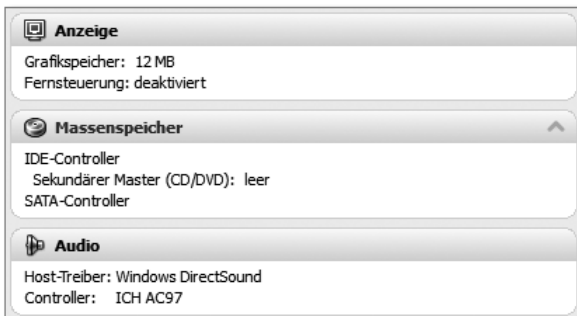 Anzeige
Grafikspeicher: 12 MB
Fernsteuerung: deaktiviert
Massenspeicher
IDE-Controller
Sekundärer Master (CD/DVD): leer
SATA-Controller
Audio
Host-Treiber: Windows DirectSound
Controller: ICH AC97